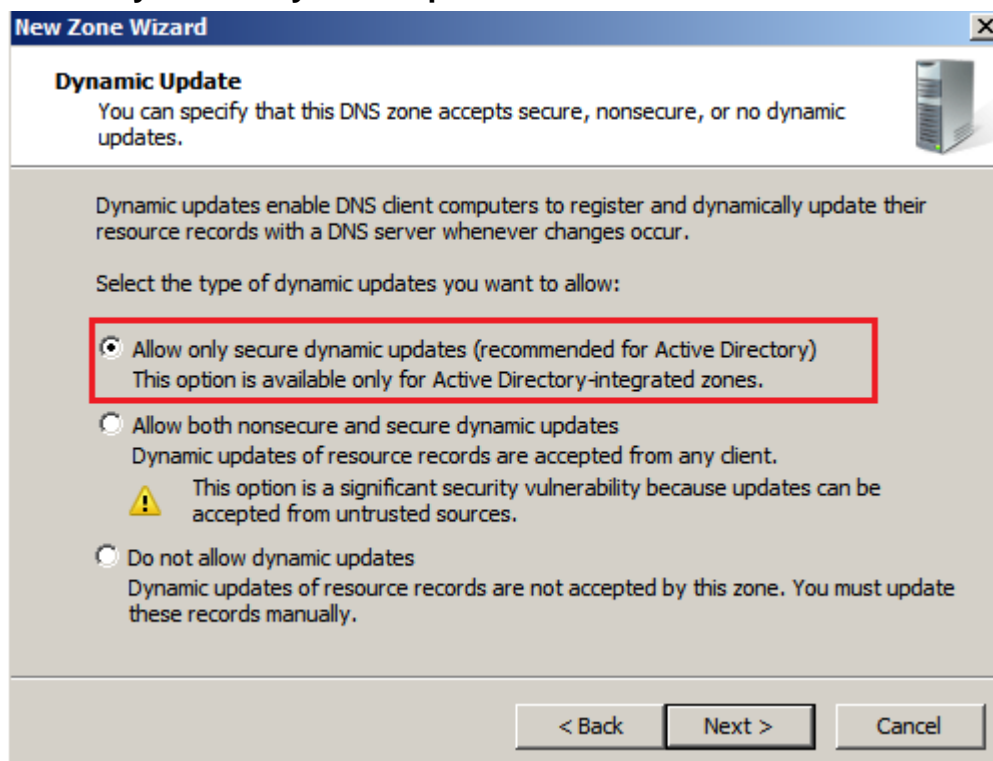 New Zone Wizard
Dynamic Update
You can specify that this DNS zone accepts secure, nonsecure, or no dynamic
updates.
Dynamic updates enable DNS client computers to register and dynamically update their
resource records with a DNS server whenever changes occur.
Select the type of dynamic updates you want to allow:
Allow only secure dynamic updates (recommended for Active Directory)
This option is available only for Active Directory-integrated zones.
Allow both nonsecure and secure dynamic updates
Dynamic updates of resource records are accepted from any client.
This option is a significant security vulnerability because updates can be
accepted from untrusted sources.
Do not allow dynamic updates
Dynamic updates of resource records are not accepted by this zone. You must update
these records manually.
< Back Next > Cancel